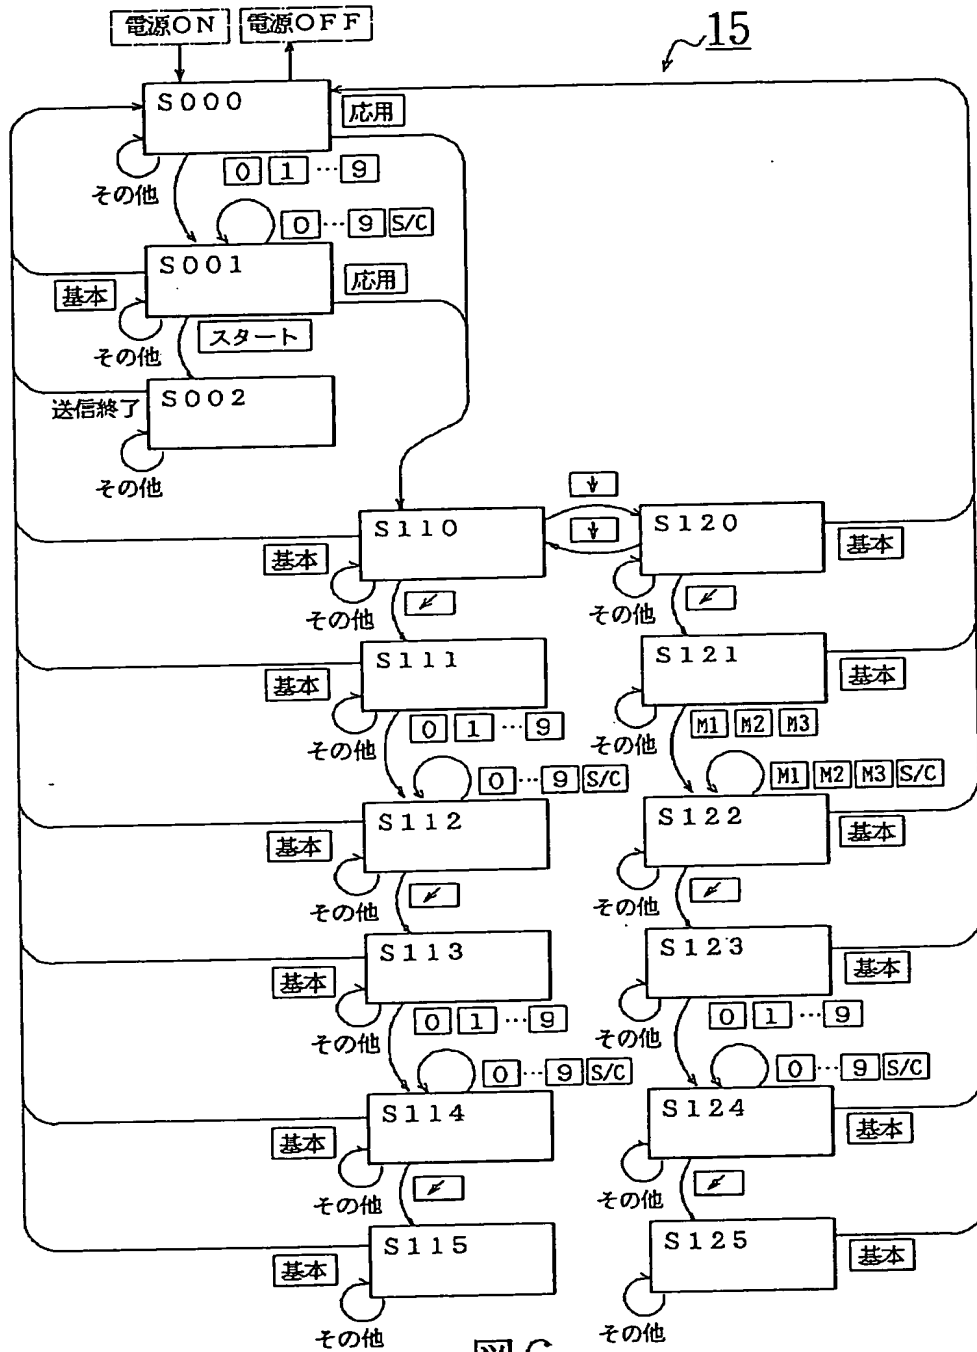 電源ON 電源OFF
15
S000
応用
その他
0 1 … 9
0 … 9 S/C
S001
基本
応用
その他
スタート
S002
送信終了
その他
↓
S110
S120
↓
基本
基本
その他
↙
その他
↙
S111
S121
基本
基本
その他
0 1 … 9
その他
M1 M2 M3
0 … 9 S/C
M1 M2 M3 S/C
S112
S122
基本
基本
その他
↙
その他
↙
S113
S123
基本
基本
その他
0 1 … 9
その他
0 1 … 9
0 … 9 S/C
0 … 9 S/C
S114
S124
基本
基本
その他
↙
その他
↙
S115
S125
基本
基本
その他
その他